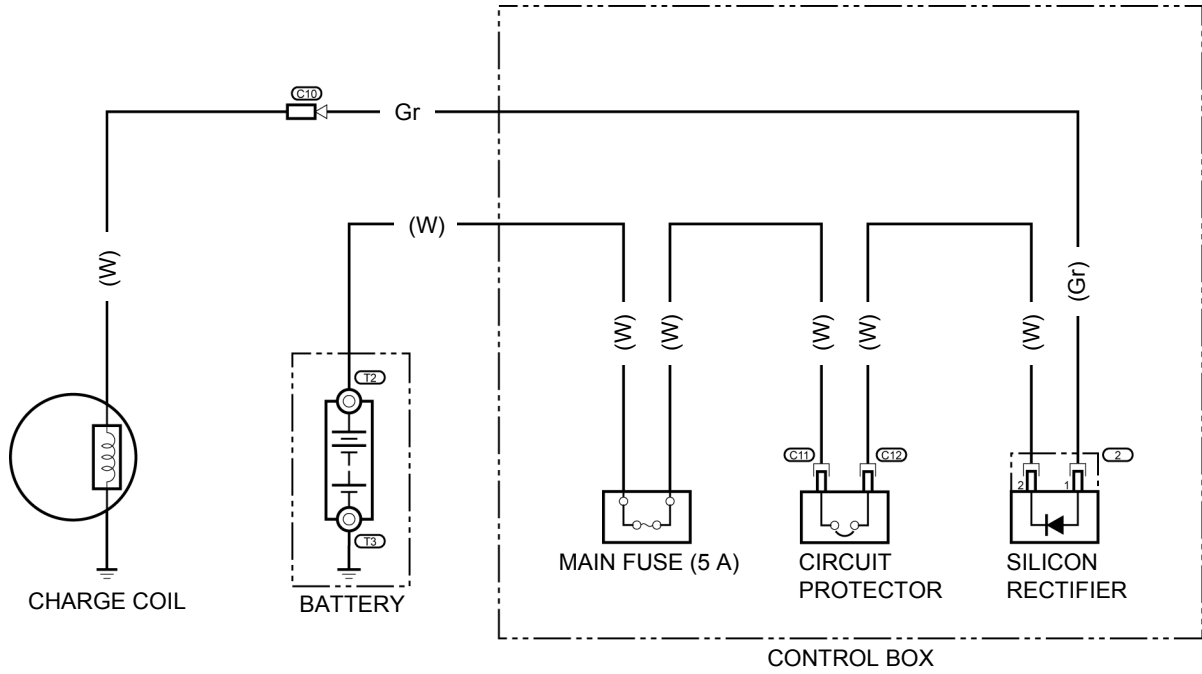 C10
Gr
(W)
(W)
(Gr)
(W)
(W)
(W)
(W)
(W)
T2
C11
C12
2
2
1
T3
MAIN FUSE (5 A)
CIRCUIT
PROTECTOR
SILICON
RECTIFIER
CHARGE COIL
BATTERY
CONTROL BOX